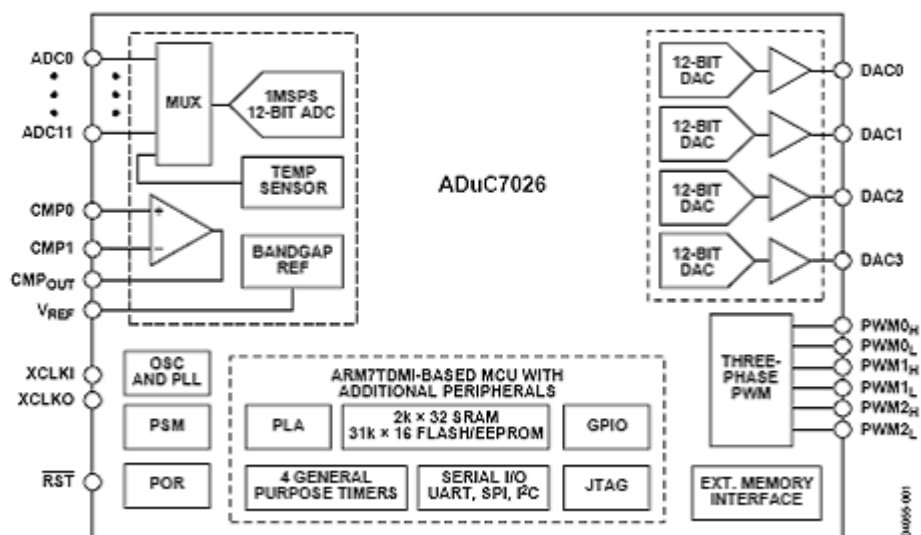 ADC0
ADC11
CMP0
CMP1
CMPOUT
VREF
XCLKI
XCLKO
RST
MUX
1MSPS
12-BIT ADC
TEMP
SENSOR
+
−
BANDGAP
REF
OSC
AND PLL
PSM
POR
ADuC7026
ARM7TDMI-BASED MCU WITH
ADDITIONAL PERIPHERALS
PLA
2k × 32 SRAM
31k × 16 FLASH/EEPROM
GPIO
4 GENERAL
PURPOSE TIMERS
SERIAL I/O
UART, SPI, I²C
JTAG
12-BIT
DAC
12-BIT
DAC
12-BIT
DAC
12-BIT
DAC
DAC0
DAC1
DAC2
DAC3
THREE-
PHASE
PWM
PWM0H
PWM0L
PWM1H
PWM1L
PWM2H
PWM2L
EXT. MEMORY
INTERFACE
04955-001